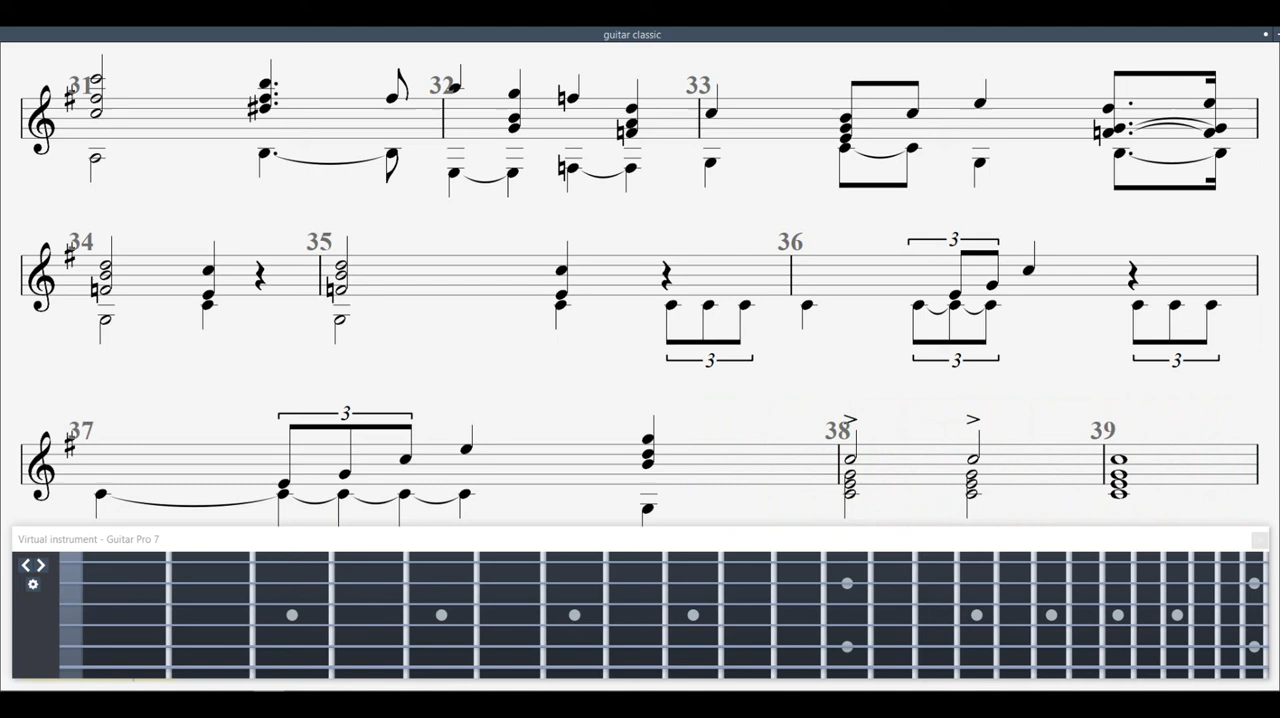 guitar classic
31 32 33
34 35 36
3
3 3 3
37 38 39
3
Virtual instrument - Guitar Pro 7